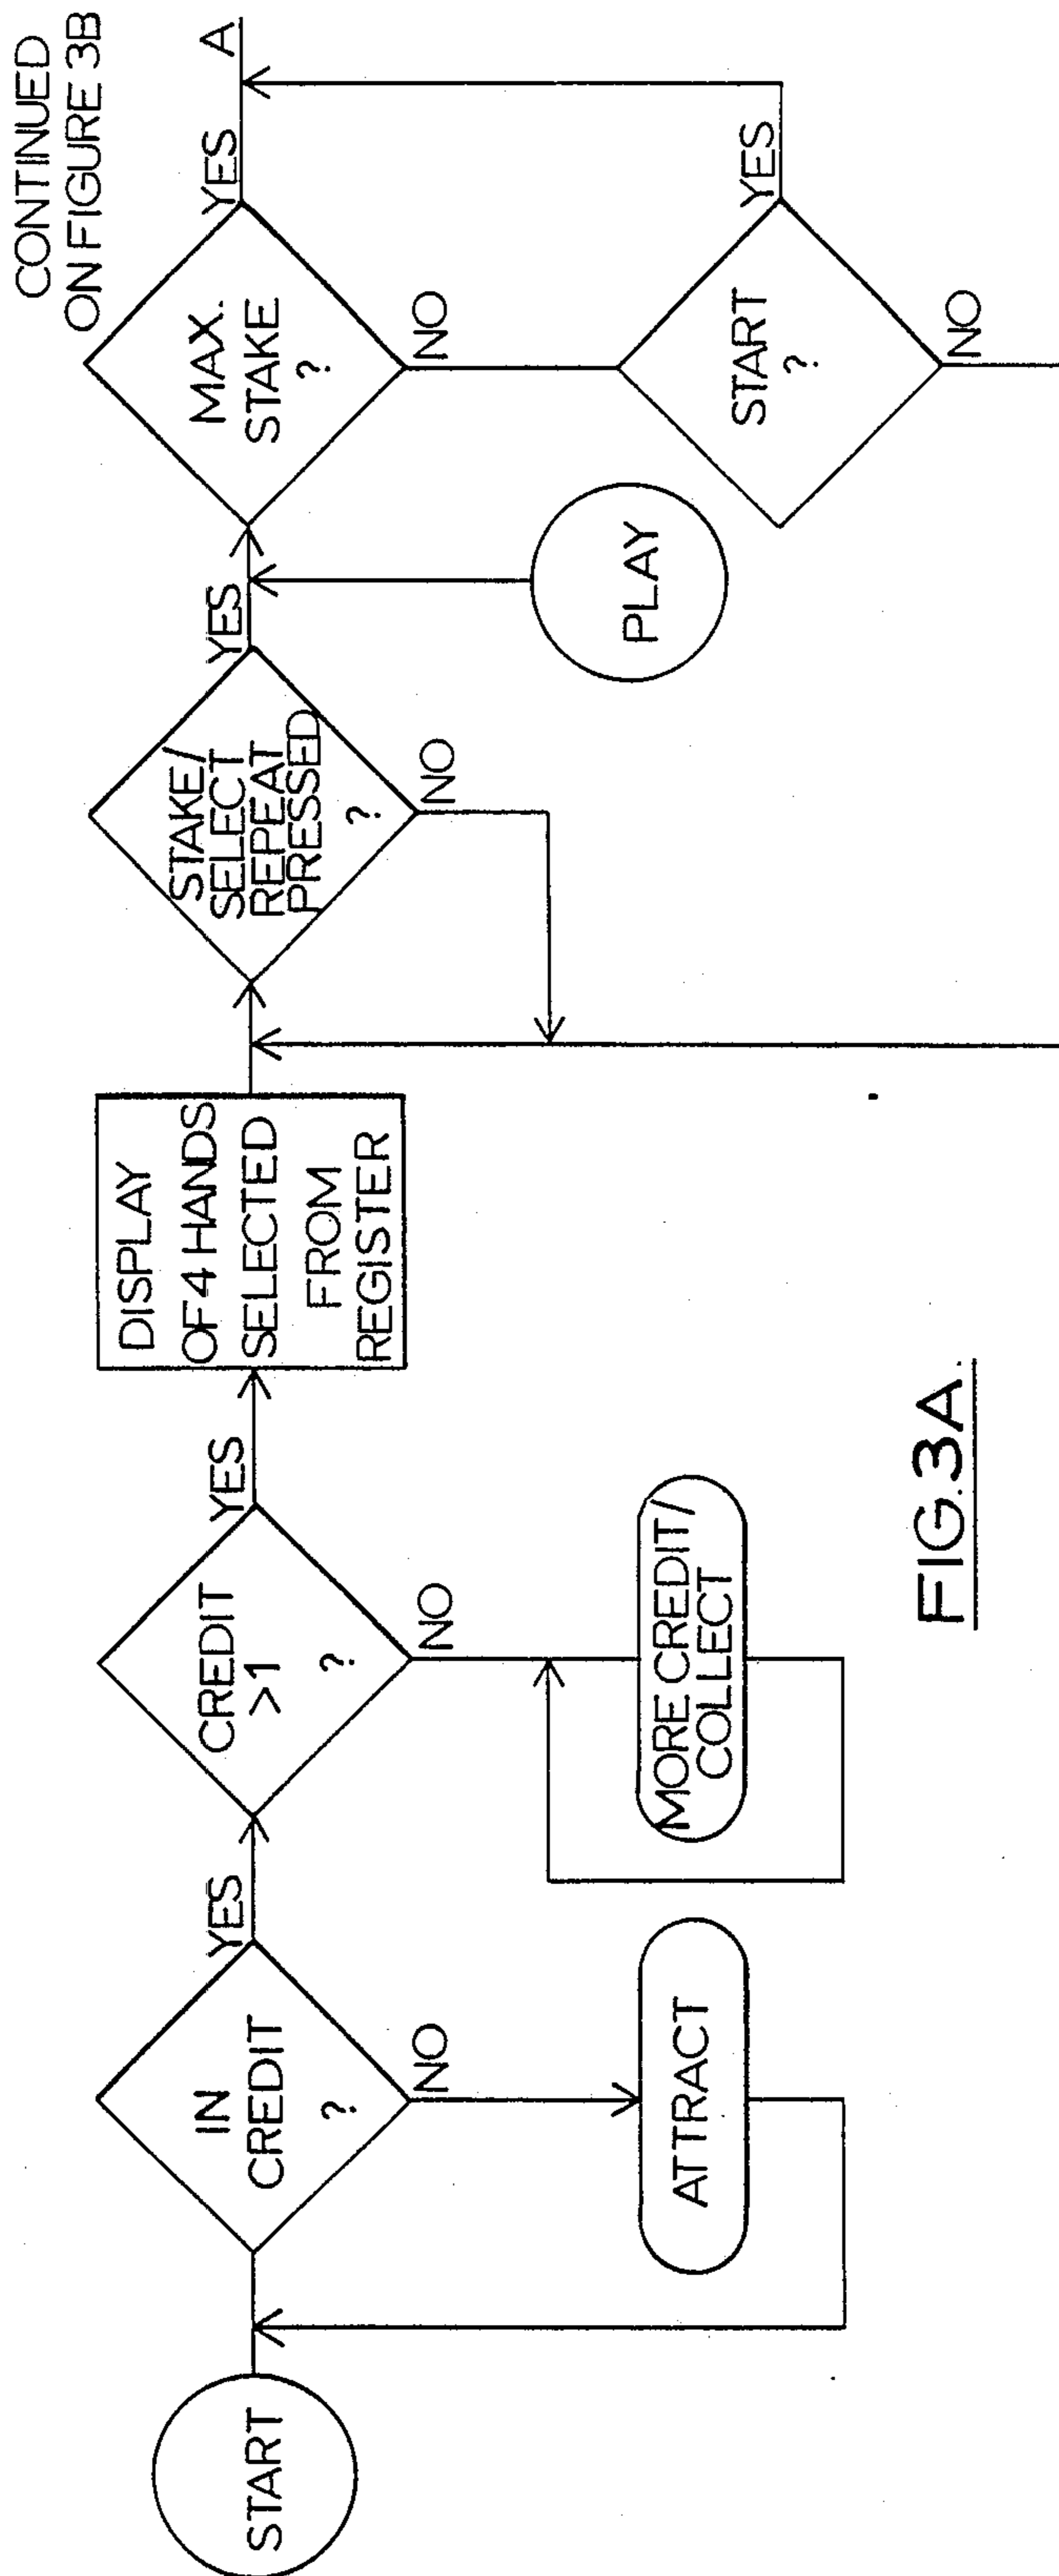 START
IN
CREDIT
?
YES
NO
ATTRACT
CREDIT
>1
?
YES
NO
MORE CREDIT/
COLLECT
DISPLAY
OF 4 HANDS
SELECTED
FROM
REGISTER
STAKE/
SELECT
REPEAT
PRESSED
?
YES
NO
PLAY
MAX.
STAKE
?
YES
NO
A
CONTINUED
ON FIGURE 3B
START
?
YES
NO
FIG.3A.